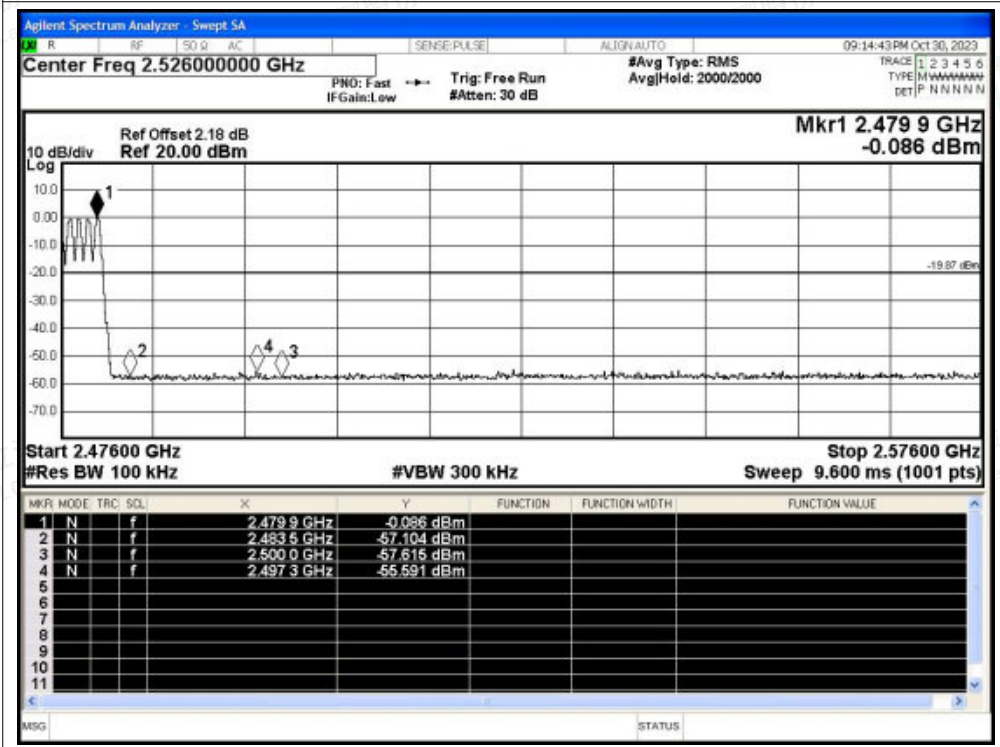 Agilent Spectrum Analyzer - Swept SA
LXI R RF 50 Ω AC SENSE:PULSE ALIGN AUTO 09:14:43 PM Oct 30, 2023
Center Freq 2.526000000 GHz #Avg Type: RMS TRACE 1 2 3 4 5 6
PNO: Fast Trig: Free Run Avg|Hold: 2000/2000 TYPE MWWWWW
IFGain:Low #Atten: 30 dB DET P N N N N N
Mkr1 2.479 9 GHz
Ref Offset 2.18 dB
10 dB/div Ref 20.00 dBm -0.086 dBm
Log
10.0
1
0.00
-10.0
-20.0
-19.87 dBm
-30.0
-40.0
-50.0
2
4
3
-60.0
-70.0
Start 2.47600 GHz Stop 2.57600 GHz
#Res BW 100 kHz #VBW 300 kHz Sweep 9.600 ms (1001 pts)
MKR MODE TRC SCL X Y FUNCTION FUNCTION WIDTH FUNCTION VALUE
1 N f 2.479 9 GHz -0.086 dBm
2 N f 2.483 5 GHz -57.104 dBm
3 N f 2.500 0 GHz -57.615 dBm
4 N f 2.497 3 GHz -55.591 dBm
5
6
7
8
9
10
11
MSG STATUS